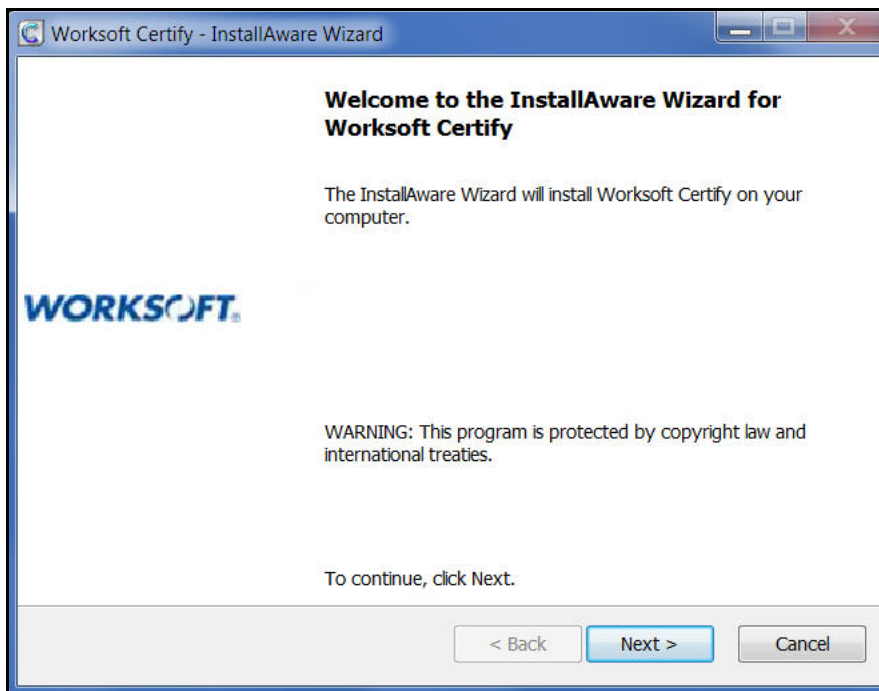 Worksoft Certify - InstallAware Wizard
Welcome to the InstallAware Wizard for
Worksoft Certify
The InstallAware Wizard will install Worksoft Certify on your
computer.
WORKSOFT®
WARNING: This program is protected by copyright law and
international treaties.
To continue, click Next.
< Back Next > Cancel